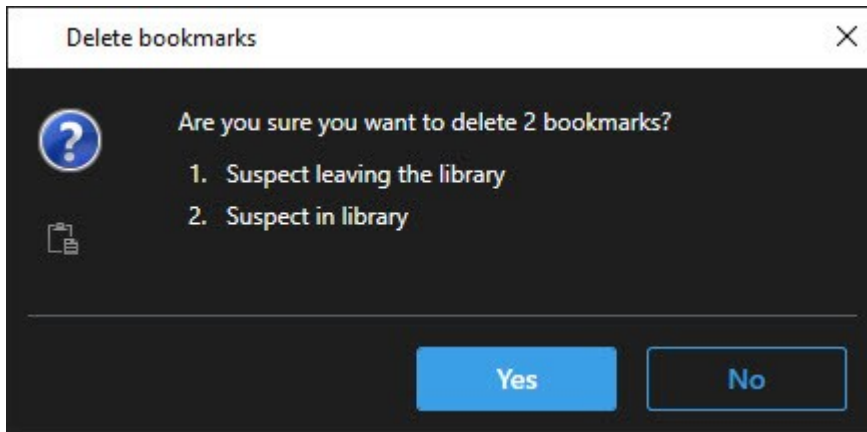 Delete bookmarks
Are you sure you want to delete 2 bookmarks?
1. Suspect leaving the library
2. Suspect in library
Yes
No